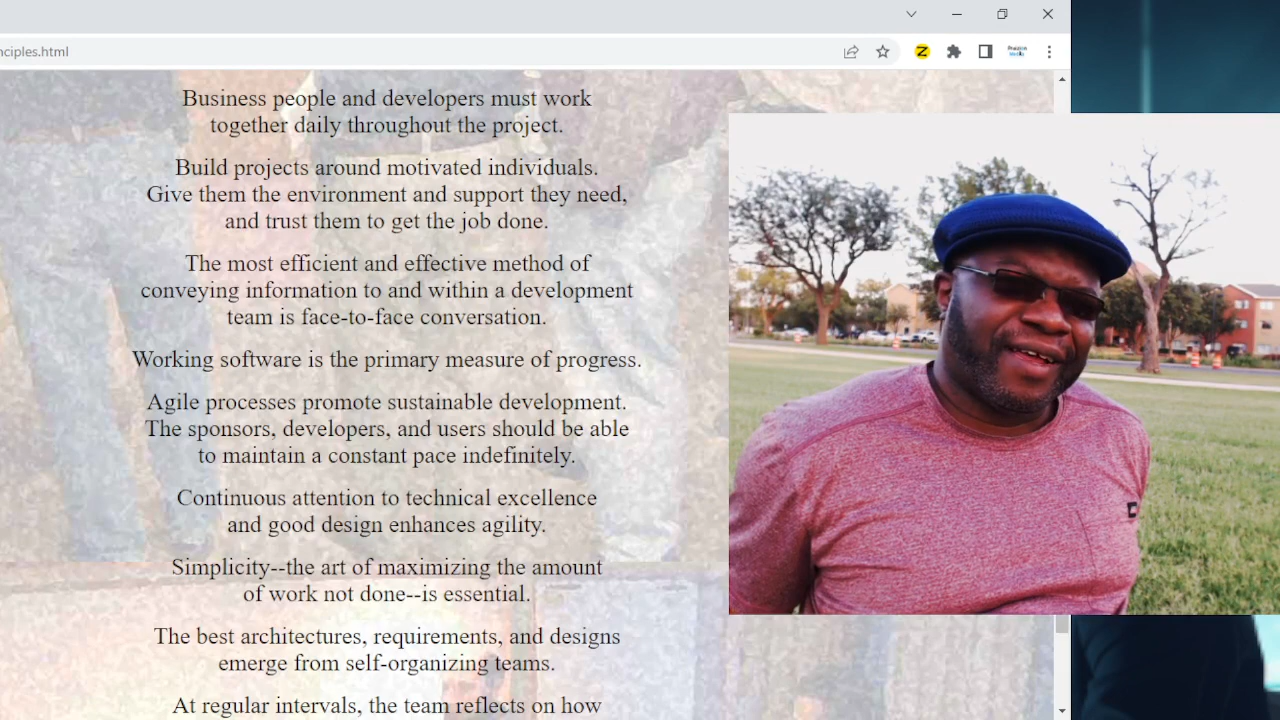 nciples.html
Z
Business people and developers must work
together daily throughout the project.
Build projects around motivated individuals.
Give them the environment and support they need,
and trust them to get the job done.
The most efficient and effective method of
conveying information to and within a development
team is face-to-face conversation.
Working software is the primary measure of progress.
Agile processes promote sustainable development.
The sponsors, developers, and users should be able
to maintain a constant pace indefinitely.
Continuous attention to technical excellence
and good design enhances agility.
Simplicity--the art of maximizing the amount
of work not done--is essential.
The best architectures, requirements, and designs
emerge from self-organizing teams.
At regular intervals, the team reflects on how